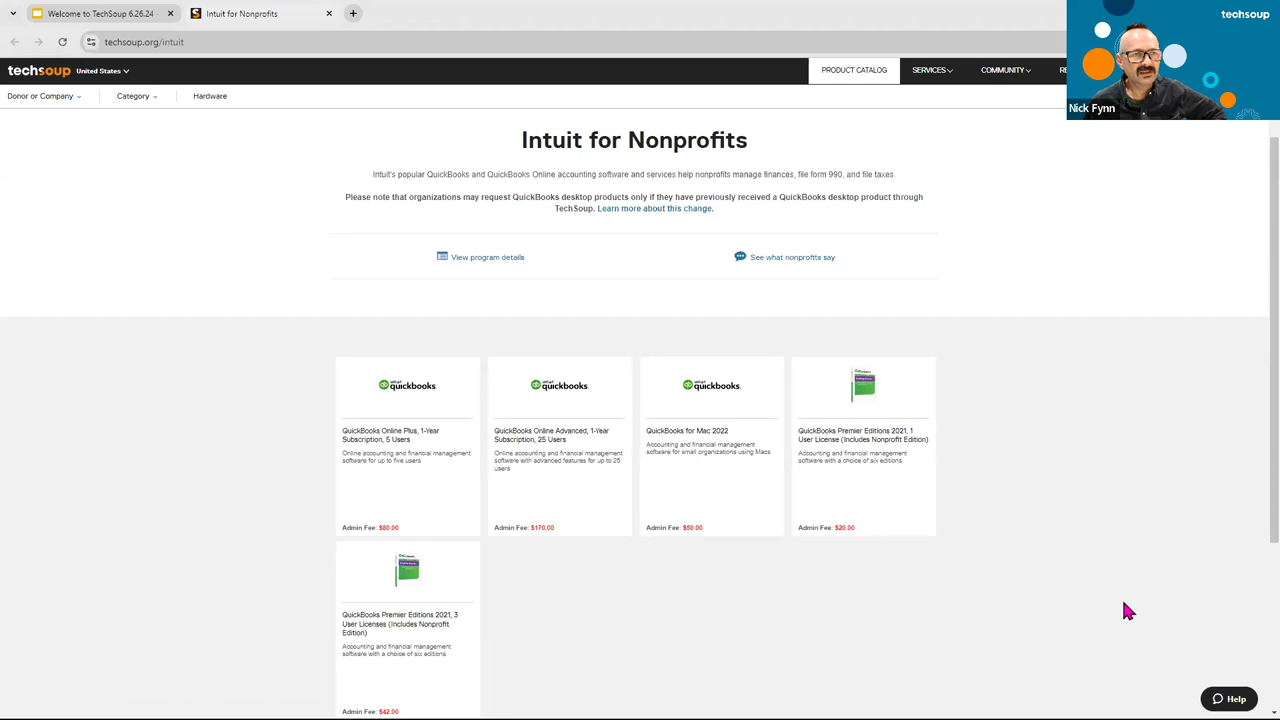 Welcome to TechSoup 6.26.24
Intuit for Nonprofits
techsoup.org/intuit
techsoup
Nick Fynn
techsoup United States
PRODUCT CATALOG
SERVICES
COMMUNITY
Donor or Company
Category
Hardware
Intuit for Nonprofits
Intuit's popular QuickBooks and QuickBooks Online accounting software and services help nonprofits manage finances, file form 990, and file taxes.
Please note that organizations may request QuickBooks desktop products only if they have previously received a QuickBooks desktop product through
TechSoup. Learn more about this change.
View program details
See what nonprofits say
intuit
quickbooks.
QuickBooks Online Plus, 1-Year
Subscription, 5 Users
Online accounting and financial management
software for up to five users
Admin Fee: $80.00
intuit
quickbooks.
QuickBooks Online Advanced, 1-Year
Subscription, 25 Users
Online accounting and financial management
software with advanced features for up to 25
users
Admin Fee: $170.00
intuit
quickbooks.
QuickBooks for Mac 2022
Accounting and financial management
software for small organizations using Macs
Admin Fee: $50.00
QuickBooks Premier Editions 2021, 1
User License (Includes Nonprofit Edition)
Accounting and financial management
software with a choice of six editions
Admin Fee: $20.00
QuickBooks Premier Editions 2021, 3
User Licenses (Includes Nonprofit
Edition)
Accounting and financial management
software with a choice of six editions
Admin Fee: $42.00
Help